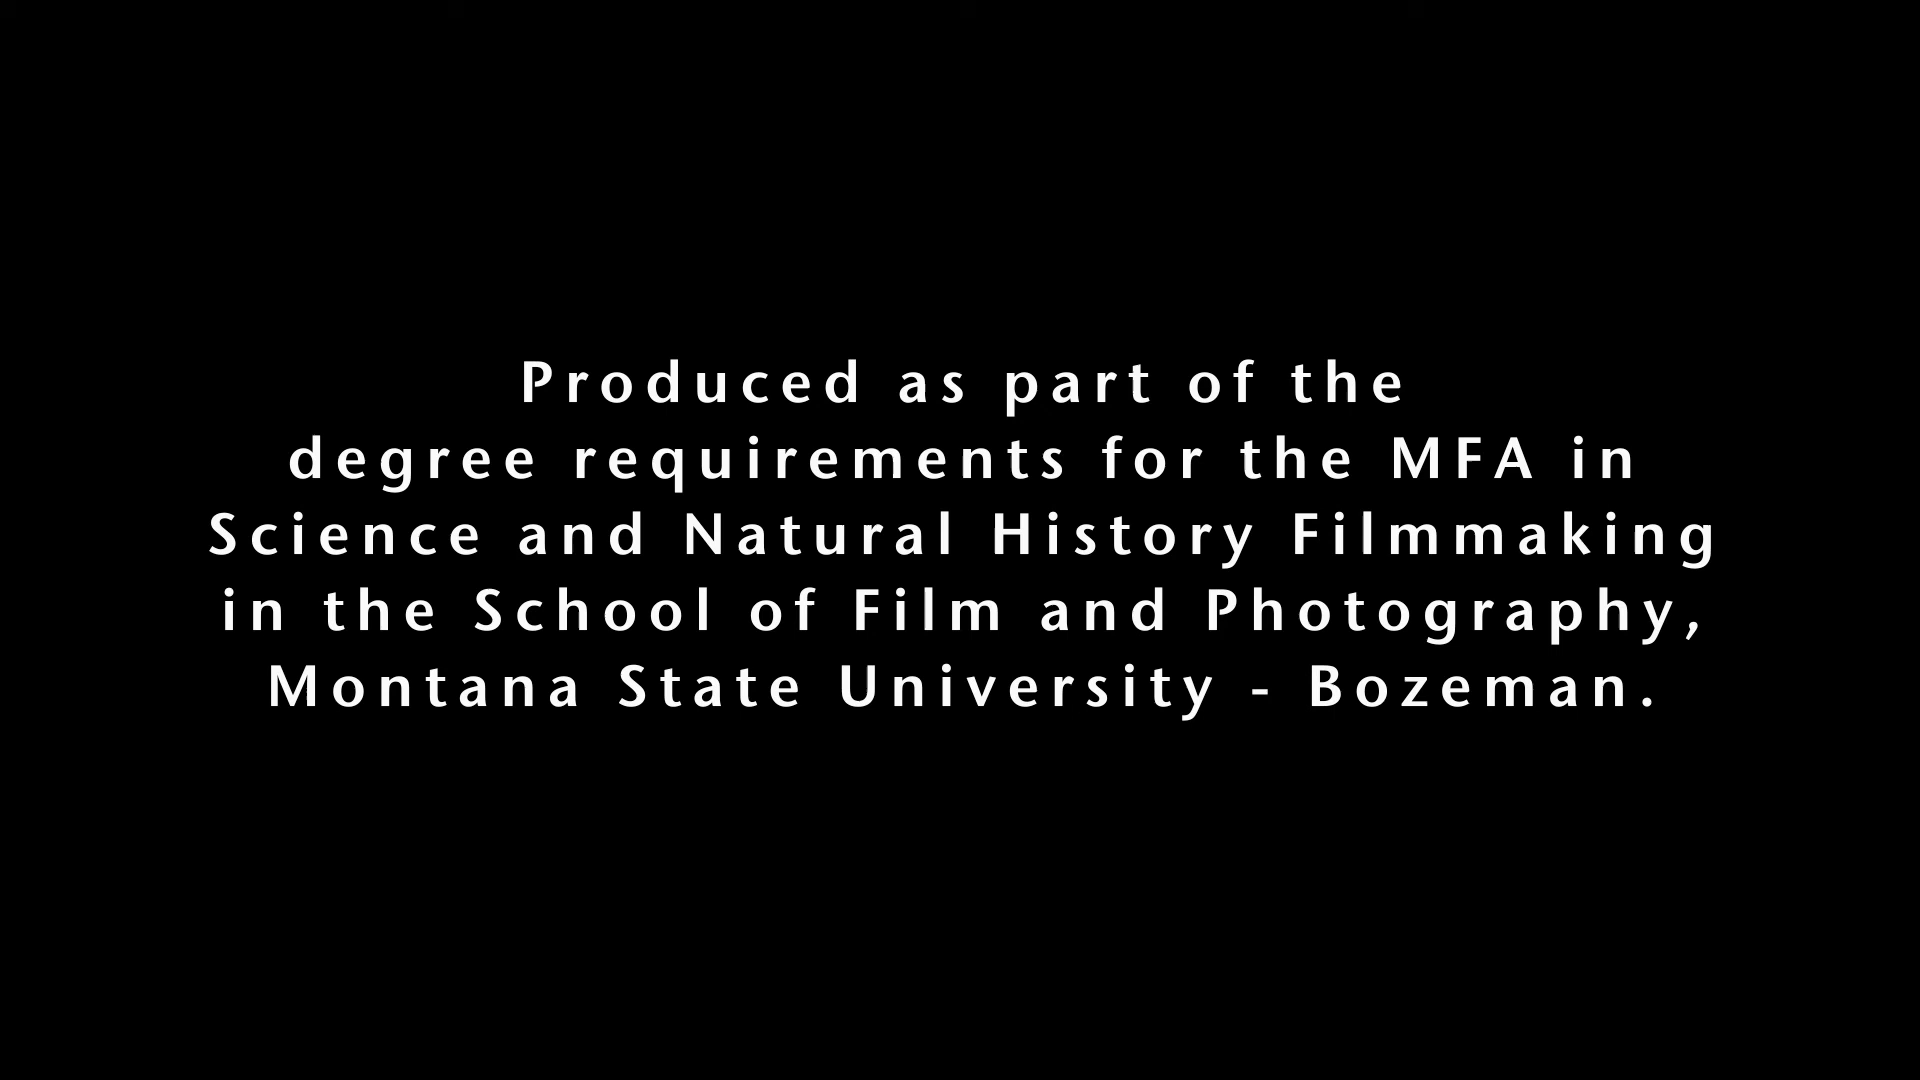 Produced as part of the
degree requirements for the MFA in
Science and Natural History Filmmaking
in the School of Film and Photography,
Montana State University - Bozeman.